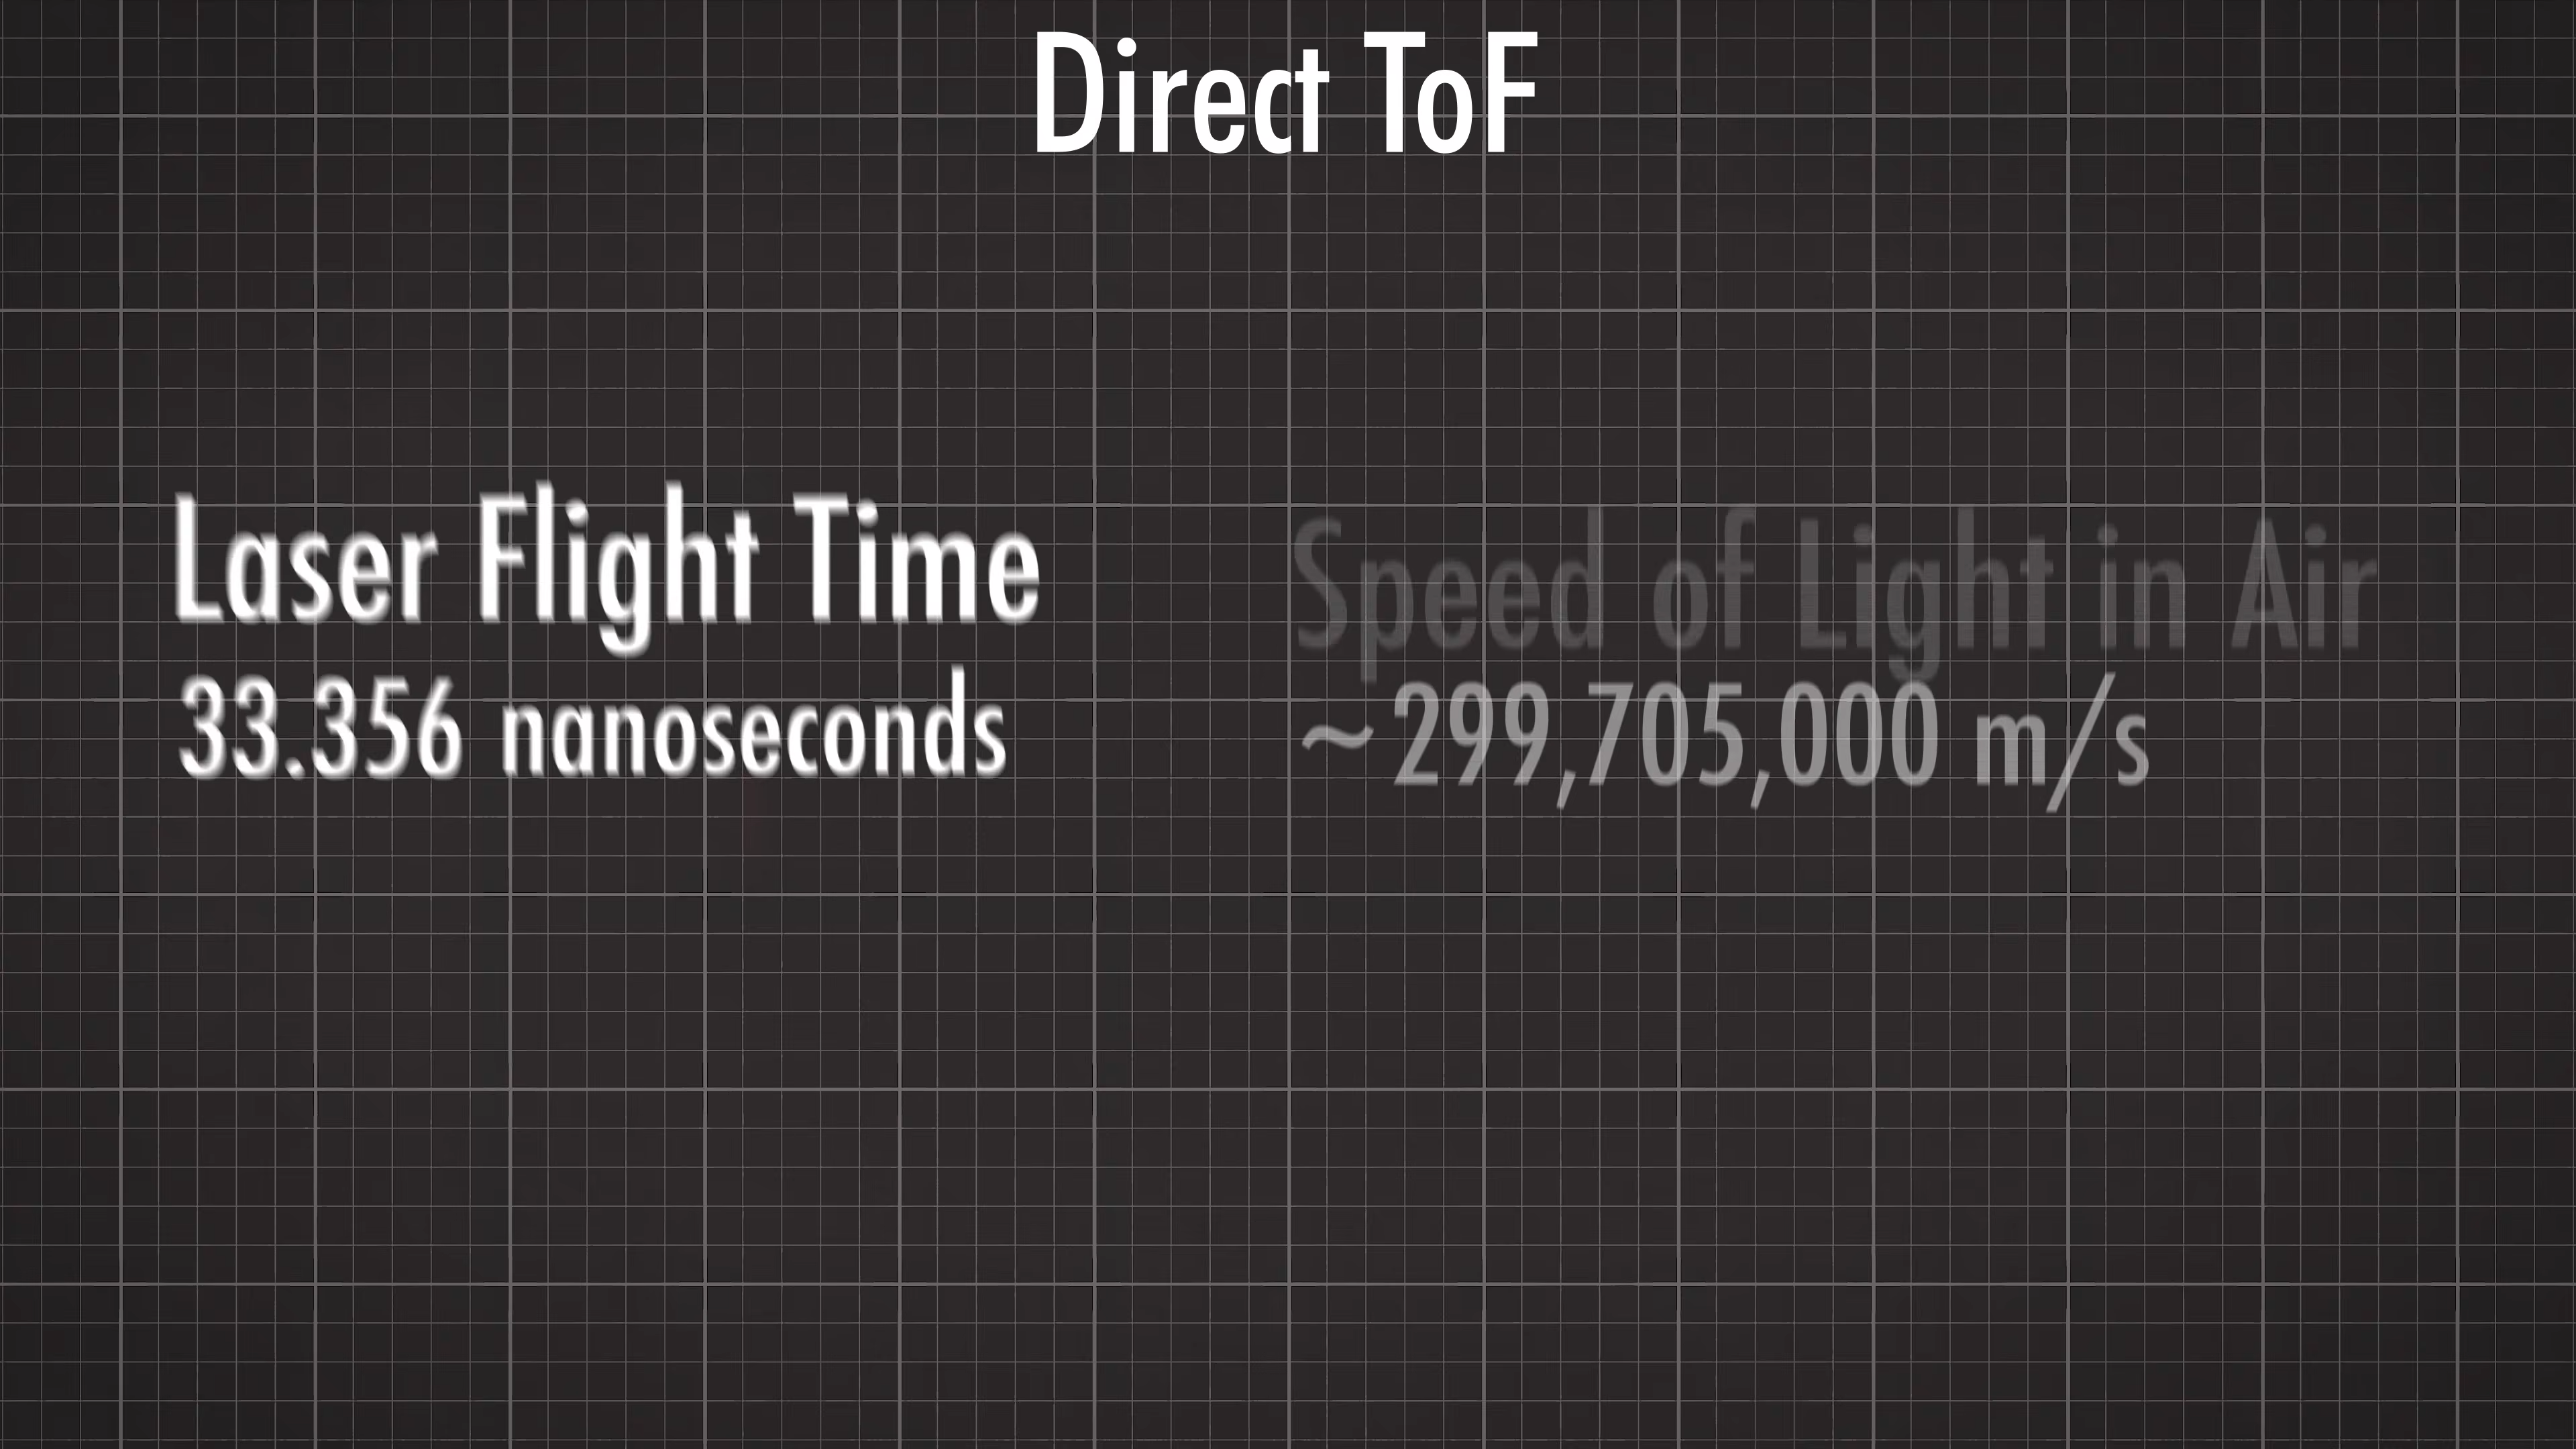 Direct ToF
Laser Flight Time
33.356 nanoseconds
Speed of Light in Air
~299,705,000 m/s